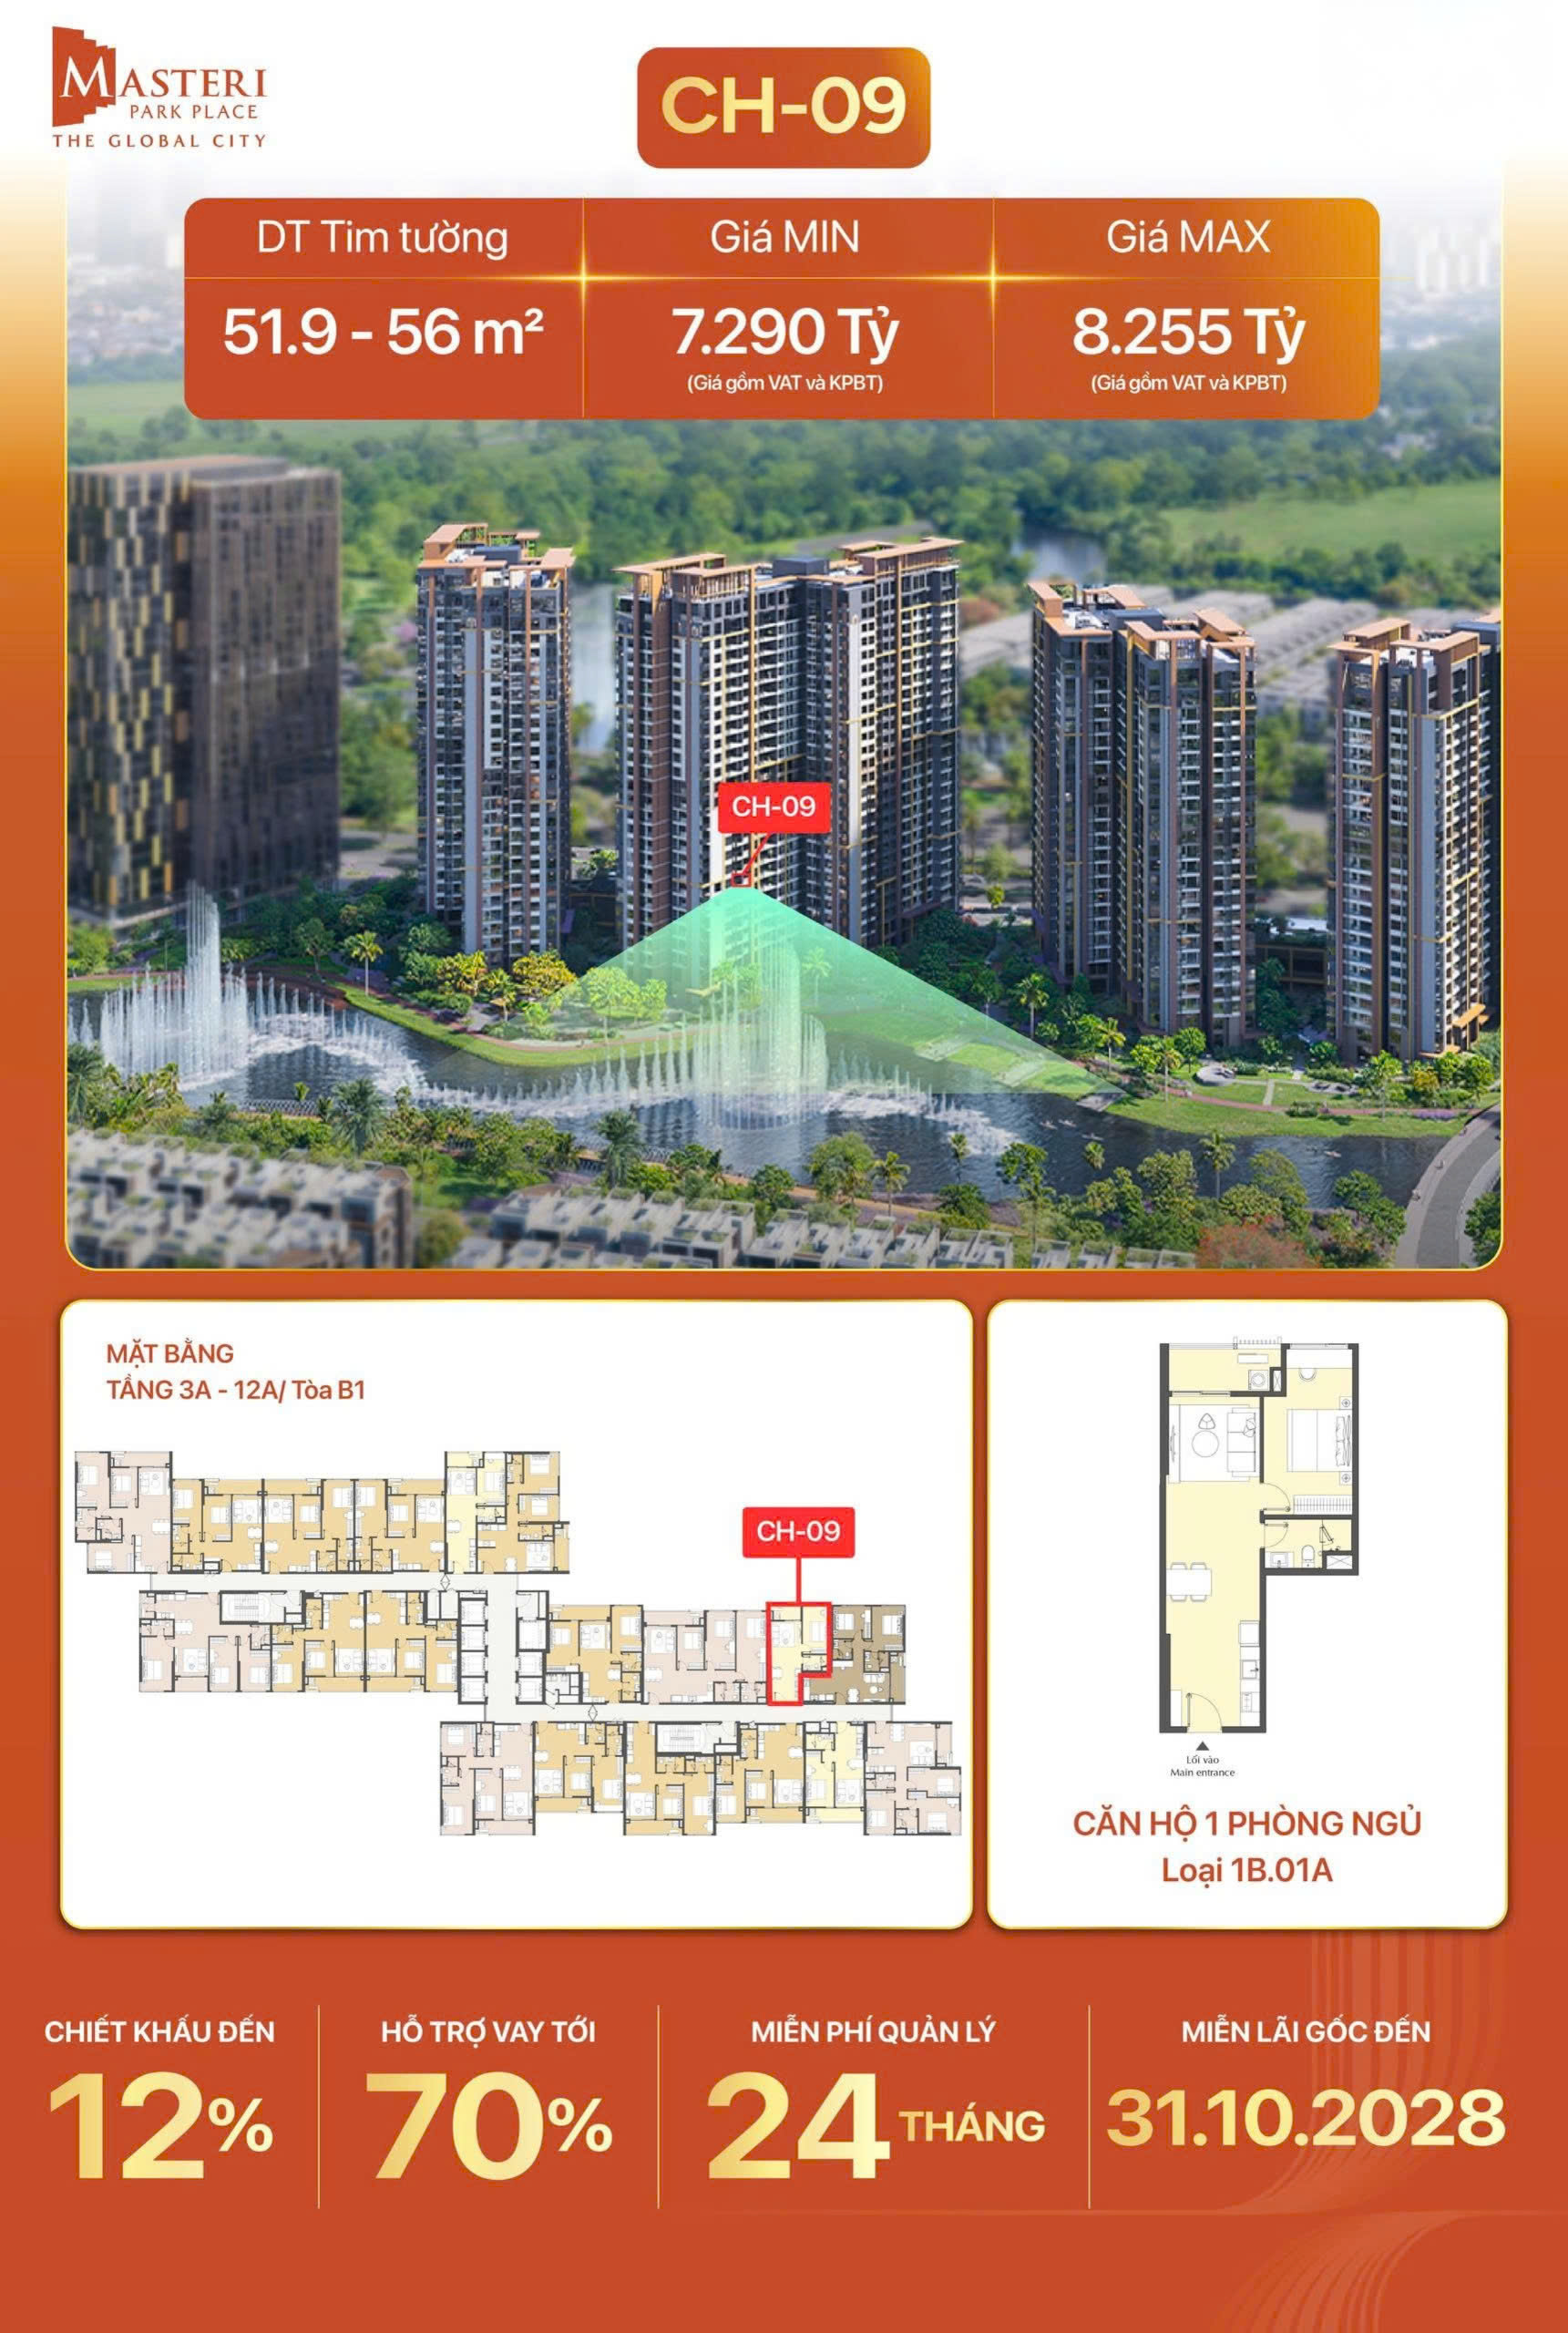 MASTERI
PARK PLACE
THE GLOBAL CITY
CH-09
DT Tim tường
Giá MIN
Giá MAX
51.9 - 56 m²
7.290 Tỷ
8.255 Tỷ
(Giá gồm VAT và KPBT)
(Giá gồm VAT và KPBT)
CH-09
MẶT BẰNG
TẦNG 3A - 12A/ Tòa B1
CH-09
Lối vào
Main entrance
CĂN HỘ 1 PHÒNG NGỦ
Loại 1B.01A
CHIẾT KHẤU ĐẾN
12%
HỖ TRỢ VAY TỚI
70%
MIỄN PHÍ QUẢN LÝ
24 THÁNG
MIỄN LÃI GỐC ĐẾN
31.10.2028